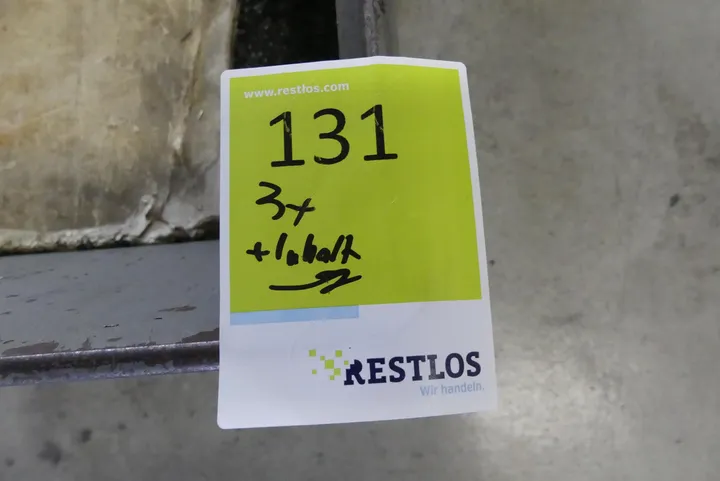 www.restlos.com
131
3x
+ Inhalt
RESTLOS
Wir handeln.